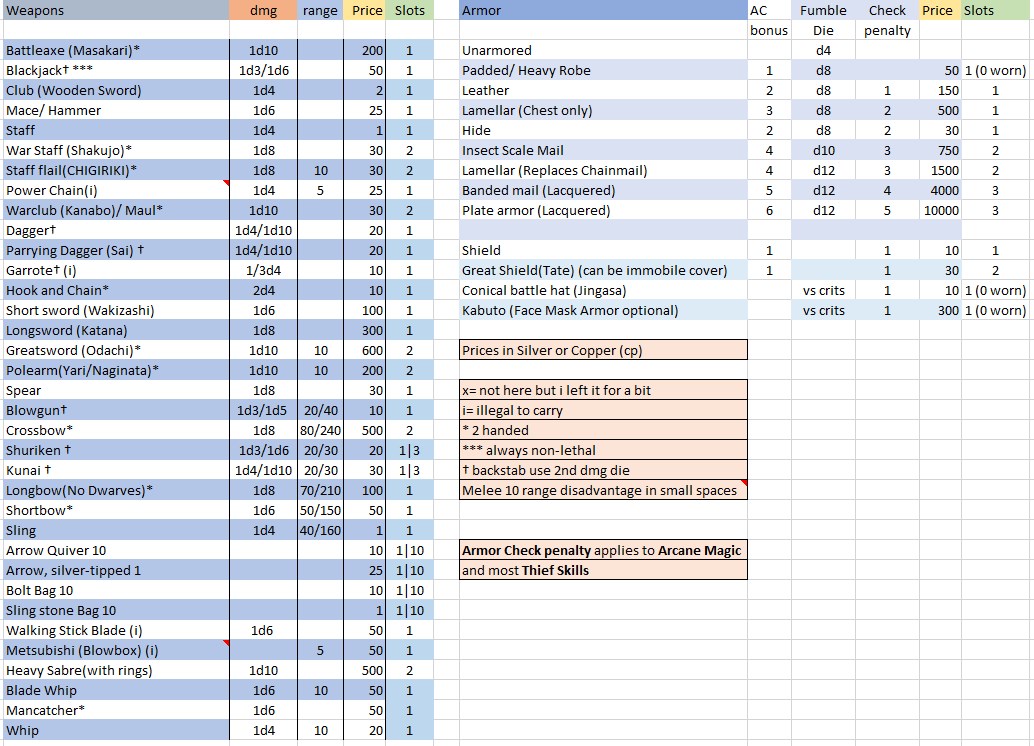 Weapons dmg range Price Slots
Battleaxe (Masakari)* 1d10 200 1
Blackjack† *** 1d3/1d6 50 1
Club (Wooden Sword) 1d4 2 1
Mace/ Hammer 1d6 25 1
Staff 1d4 1 1
War Staff (Shakujo)* 1d8 30 2
Staff flail(CHIGIRIKI)* 1d8 10 30 2
Power Chain(i) 1d4 5 25 1
Warclub (Kanabo)/ Maul* 1d10 30 2
Dagger† 1d4/1d10 20 1
Parrying Dagger (Sai) † 1d4/1d10 20 1
Garrote† (i) 1/3d4 10 1
Hook and Chain* 2d4 10 1
Short sword (Wakizashi) 1d6 100 1
Longsword (Katana) 1d8 300 1
Greatsword (Odachi)* 1d10 10 600 2
Polearm(Yari/Naginata)* 1d10 10 200 2
Spear 1d8 30 1
Blowgun† 1d3/1d5 20/40 10 1
Crossbow* 1d8 80/240 500 2
Shuriken † 1d3/1d6 20/30 20 1|3
Kunai † 1d4/1d10 20/30 30 1|3
Longbow(No Dwarves)* 1d8 70/210 100 1
Shortbow* 1d6 50/150 50 1
Sling 1d4 40/160 1 1
Arrow Quiver 10 10 1|10
Arrow, silver-tipped 1 25 1|10
Bolt Bag 10 10 1|10
Sling stone Bag 10 1 1|10
Walking Stick Blade (i) 1d6 50 1
Metsubishi (Blowbox) (i) 5 50 1
Heavy Sabre(with rings) 1d10 500 2
Blade Whip 1d6 10 50 1
Mancatcher* 1d6 50 1
Whip 1d4 10 20 1
Armor AC Fumble Check Price Slots
bonus Die penalty
Unarmored d4
Padded/ Heavy Robe 1 d8 50 1 (0 worn)
Leather 2 d8 1 150 1
Lamellar (Chest only) 3 d8 2 500 1
Hide 2 d8 2 30 1
Insect Scale Mail 4 d10 3 750 2
Lamellar (Replaces Chainmail) 4 d12 3 1500 2
Banded mail (Lacquered) 5 d12 4 4000 3
Plate armor (Lacquered) 6 d12 5 10000 3
Shield 1 1 10 1
Great Shield(Tate) (can be immobile cover) 1 1 30 2
Conical battle hat (Jingasa) vs crits 1 10 1 (0 worn)
Kabuto (Face Mask Armor optional) vs crits 1 300 1 (0 worn)
Prices in Silver or Copper (cp)
x= not here but i left it for a bit
i= illegal to carry
* 2 handed
*** always non-lethal
† backstab use 2nd dmg die
Melee 10 range disadvantage in small spaces
Armor Check penalty applies to Arcane Magic
and most Thief Skills